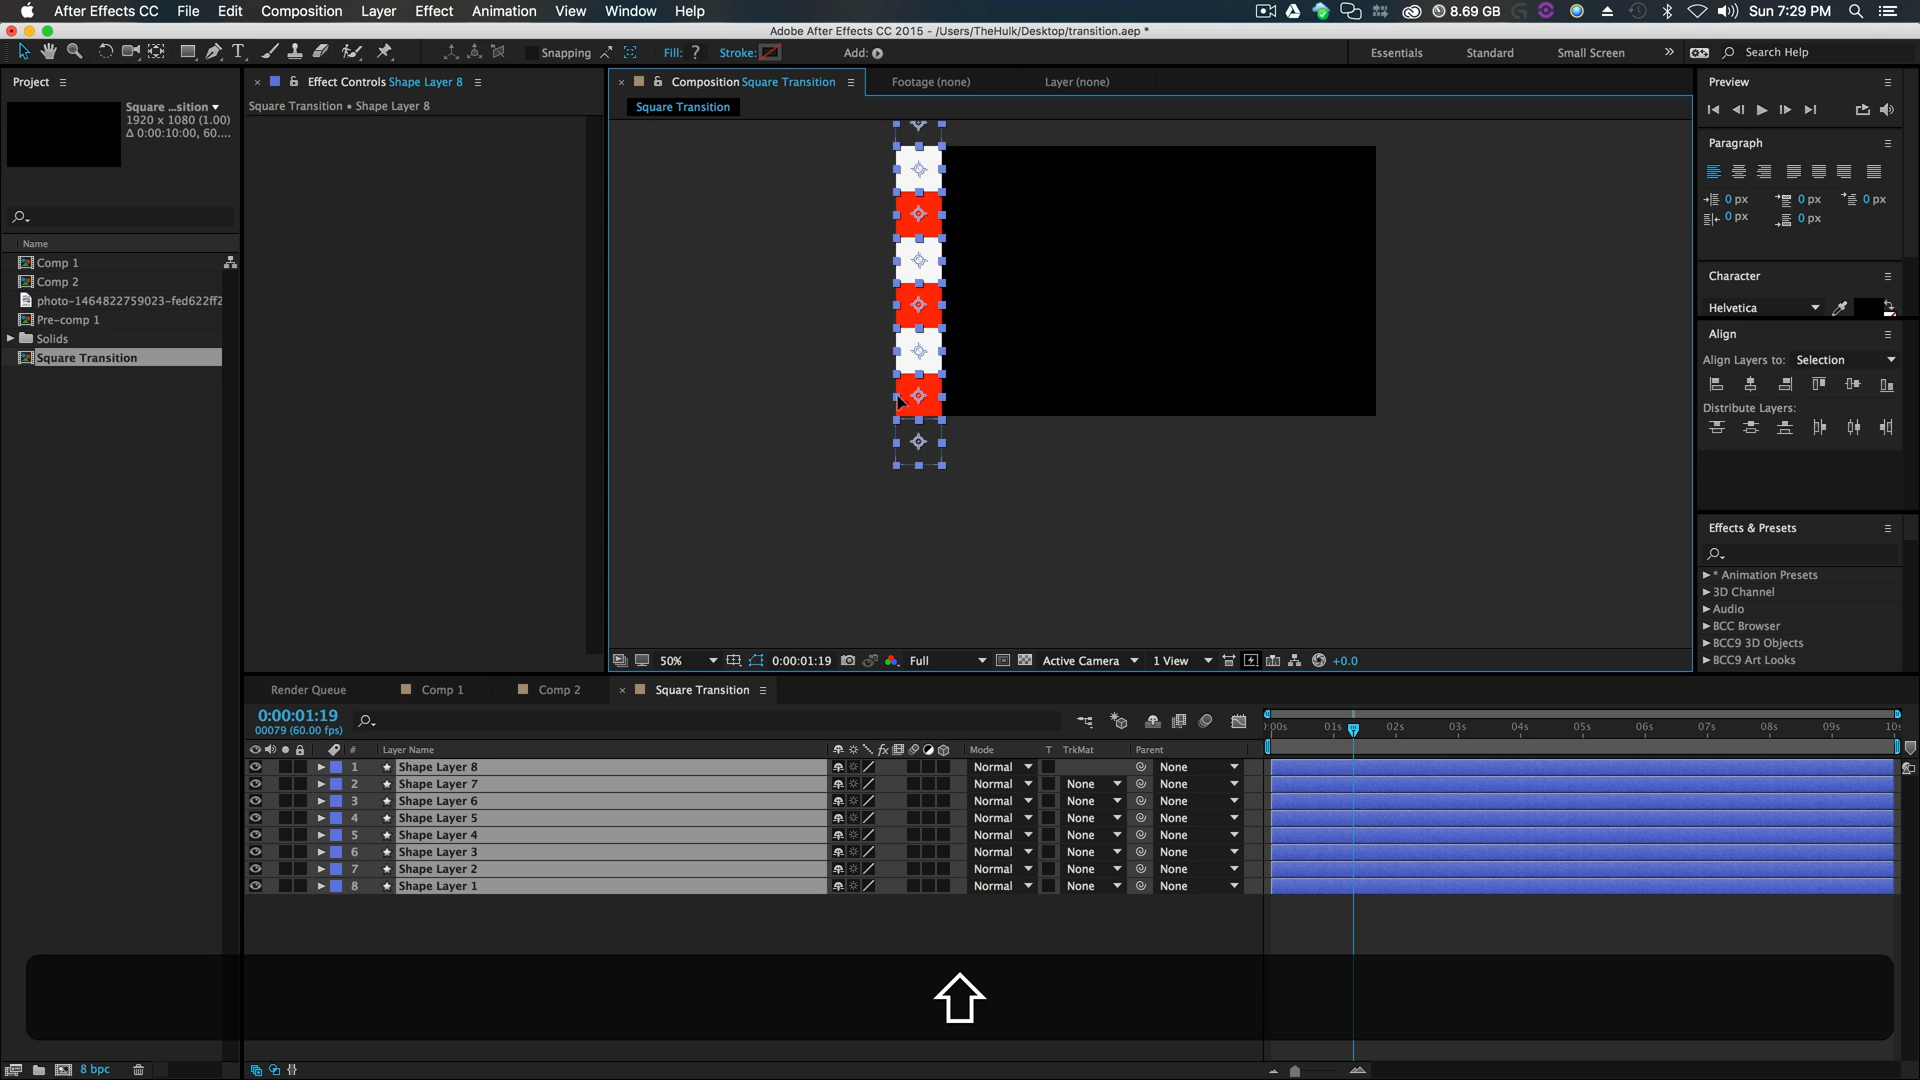 After Effects CC File Edit Composition Layer Effect Animation View Window Help 8.69 GB Sun 7:29 PM
Adobe After Effects CC 2015 - /Users/TheHulk/Desktop/transition.aep *
Snapping Fill: ? Stroke: Add: Essentials Standard Small Screen Search Help
Project
Square ...sition
1920 x 1080 (1.00)
Δ 0:00:10:00, 60....
Name
Comp 1
Comp 2
photo-1464822759023-fed622ff2
Pre-comp 1
Solids
Square Transition
8 bpc
Effect Controls Shape Layer 8
Square Transition • Shape Layer 8
Composition Square Transition Footage (none) Layer (none)
Square Transition
50% 0:00:01:19 Full Active Camera 1 View +0.0
Preview
Paragraph
0 px 0 px 0 px
0 px 0 px
Character
Helvetica
Align
Align Layers to: Selection
Distribute Layers:
Effects & Presets
* Animation Presets
3D Channel
Audio
BCC Browser
BCC9 3D Objects
BCC9 Art Looks
Render Queue Comp 1 Comp 2 Square Transition
0:00:01:19
00079 (60.00 fps)
:00s 01s 02s 03s 04s 05s 06s 07s 08s 09s 10s
# Layer Name fx Mode T TrkMat Parent
1 Shape Layer 8 Normal None
2 Shape Layer 7 Normal None None
3 Shape Layer 6 Normal None None
4 Shape Layer 5 Normal None None
5 Shape Layer 4 Normal None None
6 Shape Layer 3 Normal None None
7 Shape Layer 2 Normal None None
8 Shape Layer 1 Normal None None